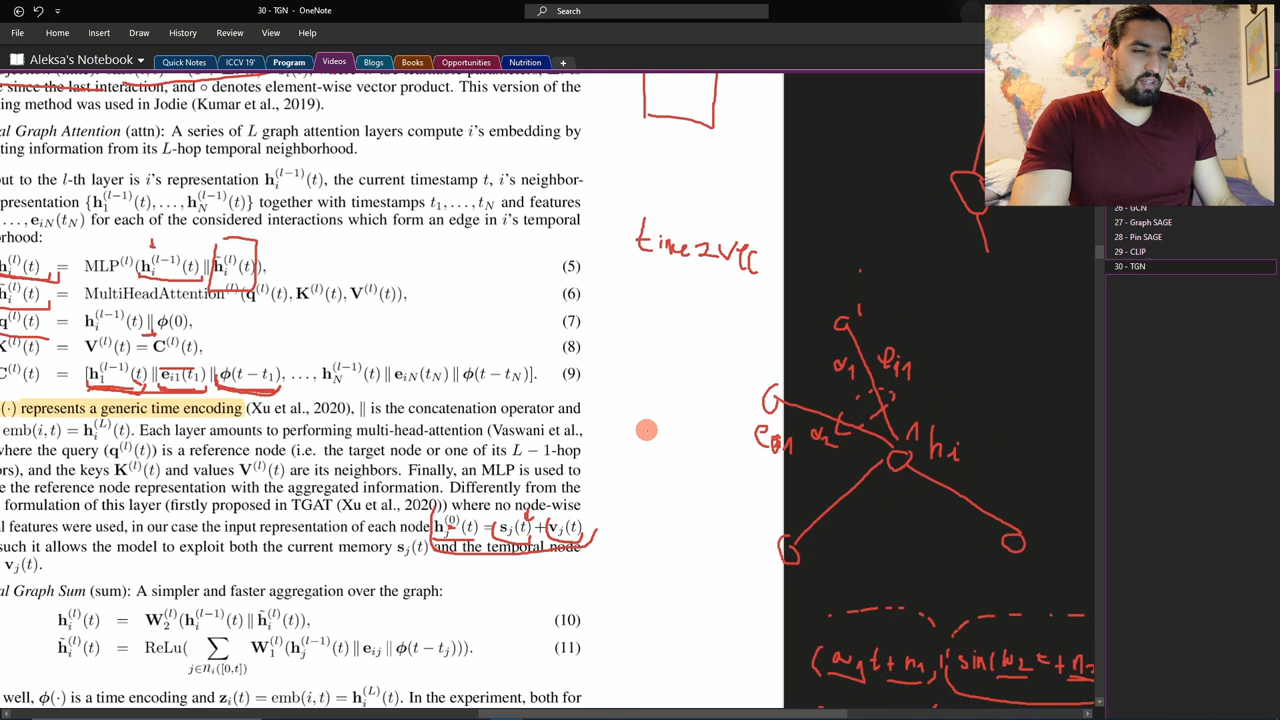 30 - TGN - OneNote
Search
File Home Insert Draw History Review View Help
Aleksa's Notebook
Quick Notes ICCV 19' Program Videos Blogs Books Opportunities Nutrition +
since the last interaction, and ∘ denotes element-wise vector product. This version of the
ing method was used in Jodie (Kumar et al., 2019).
al Graph Attention (attn): A series of L graph attention layers compute i's embedding by
ting information from its L-hop temporal neighborhood.
out to the l-th layer is i's representation h_i^(l−1)(t), the current timestamp t, i's neighbor-
presentation {h_1^(l−1)(t), . . . , h_N^(l−1)(t)} together with timestamps t_1, . . . , t_N and features
, . . . , e_iN(t_N) for each of the considered interactions which form an edge in i's temporal
orhood:
h_i^(l)(t) = MLP^(l)(h_i^(l−1)(t) ‖ h̃_i^(l)(t)), (5)
h̃_i^(l)(t) = MultiHeadAttention^(l)(q^(l)(t), K^(l)(t), V^(l)(t)), (6)
q^(l)(t) = h_i^(l−1)(t) ‖ ϕ(0), (7)
K^(l)(t) = V^(l)(t) = C^(l)(t), (8)
C^(l)(t) = [h_1^(l−1)(t) ‖ e_i1(t_1) ‖ ϕ(t − t_1), . . . , h_N^(l−1)(t) ‖ e_iN(t_N) ‖ ϕ(t − t_N)]. (9)
(·) represents a generic time encoding (Xu et al., 2020), ‖ is the concatenation operator and
emb(i, t) = h_i^(L)(t). Each layer amounts to performing multi-head-attention (Vaswani et al.,
where the query (q^(l)(t)) is a reference node (i.e. the target node or one of its L − 1-hop
ors), and the keys K^(l)(t) and values V^(l)(t) are its neighbors. Finally, an MLP is used to
e the reference node representation with the aggregated information. Differently from the
formulation of this layer (firstly proposed in TGAT (Xu et al., 2020)) where no node-wise
al features were used, in our case the input representation of each node h_j^(0)(t) = s_j(t) + v_j(t)
such it allows the model to exploit both the current memory s_j(t) and the temporal node
v_j(t).
al Graph Sum (sum): A simpler and faster aggregation over the graph:
h_i^(l)(t) = W_2^(l)(h_i^(l−1)(t) ‖ h̃_i^(l)(t)), (10)
h̃_i^(l)(t) = ReLu( ∑_{j∈n_i([0,t])} W_1^(l)(h_j^(l−1)(t) ‖ e_ij ‖ ϕ(t − t_j))). (11)
well, ϕ(·) is a time encoding and z_i(t) = emb(i, t) = h_i^(L)(t). In the experiment, both for
time2vec
α1 e_i1
α2 h_i
sin(w2t+
26 - GCN
27 - Graph SAGE
28 - Pin SAGE
29 - CLIP
30 - TGN